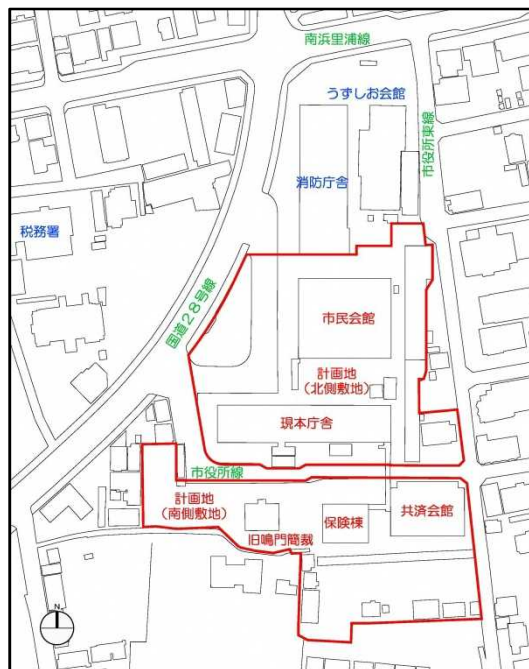 南浜里浦線
うずしお会館
市役所東線
消防庁舎
税務署
国道28号線
市民会館
計画地
(北側敷地)
現本庁舎
市役所線
計画地
(南側敷地)
保険棟
共済会館
旧鳴門簡裁
N